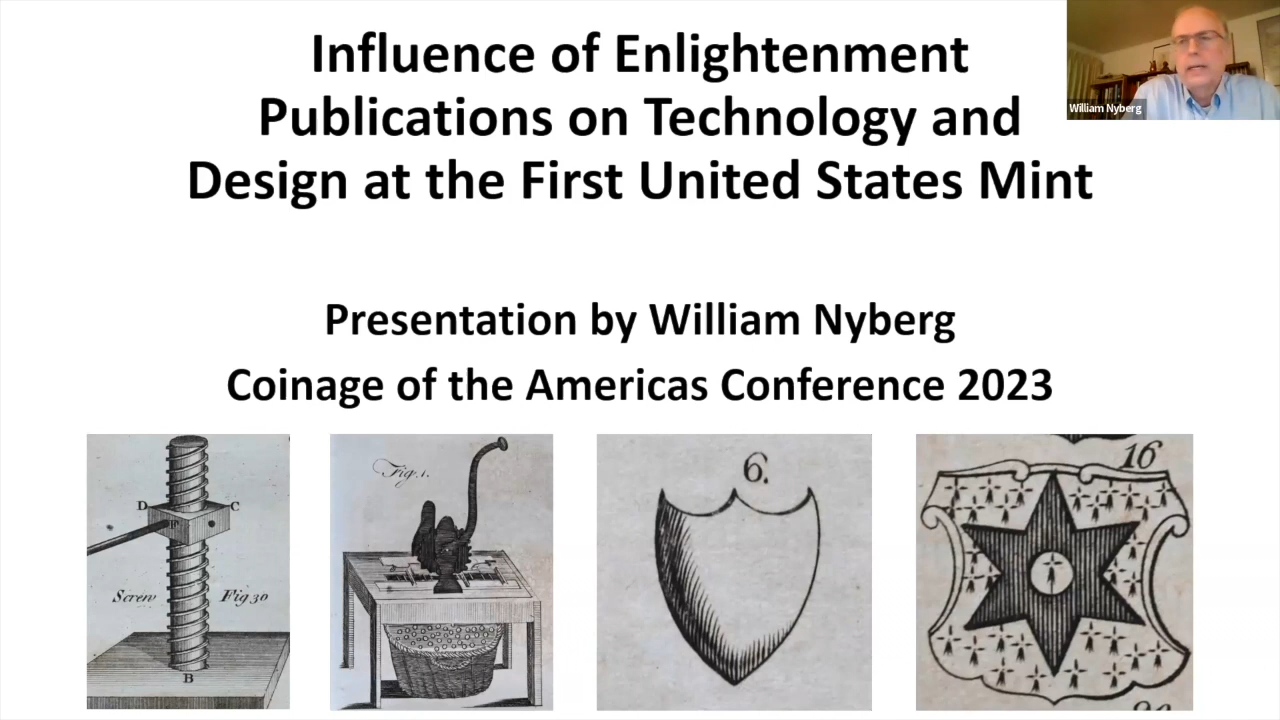 Influence of Enlightenment
Publications on Technology and
Design at the First United States Mint
William Nyberg
Presentation by William Nyberg
Coinage of the Americas Conference 2023
D
C
F
Screw
Fig 30
B
Fig. 1.
6.
16